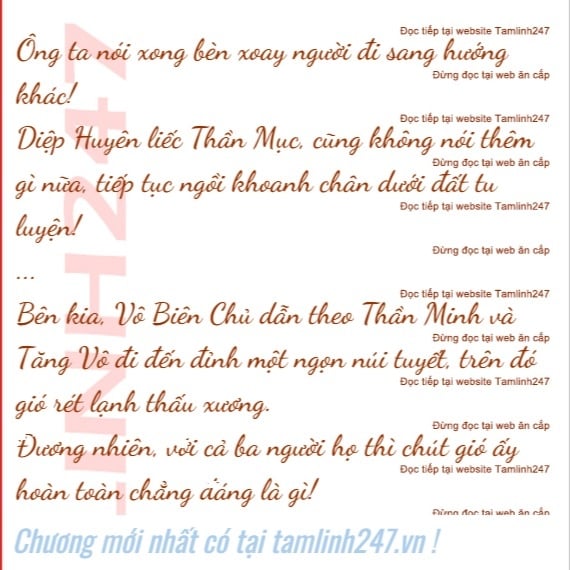 Đọc tiếp tại website Tamlinh247
Ông ta nói xong bèn xoay người đi sang hướng
Đừng đọc tại web ăn cắp
khác!
Đọc tiếp tại website Tamlinh247
Diệp Huyên liếc Thần Mục, cũng không nói thêm
Đừng đọc tại web ăn cắp
gì nữa, tiếp tục ngồi khoanh chân dưới đất tu
Đọc tiếp tại website Tamlinh247
luyện!
Đừng đọc tại web ăn cắp
...
Đọc tiếp tại website Tamlinh247
Bên kia, Vô Biên Chủ dẫn theo Thần Minh và
Đừng đọc tại web ăn cắp
Tăng Vô đi đến đỉnh một ngọn núi tuyết, trên đó
Đọc tiếp tại website Tamlinh247
gió rét lạnh thấu xương.
Đừng đọc tại web ăn cắp
Đương nhiên, với cả ba người họ thì chút gió ấy
Đọc tiếp tại website Tamlinh247
hoàn toàn chẳng đáng là gì!
Đừng đọc tại web ăn cắp
INH247
Chương mới nhất có tại tamlinh247.vn !